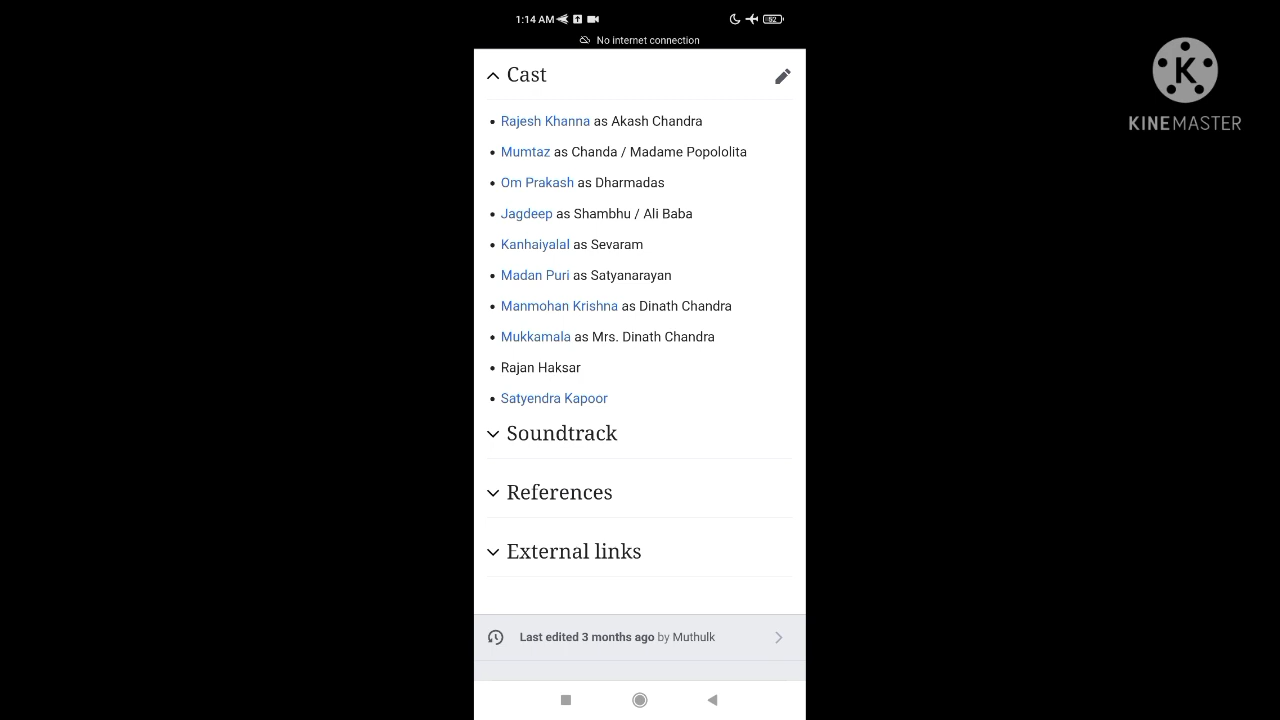 1:14 AM
52
No internet connection
Cast
Rajesh Khanna as Akash Chandra
Mumtaz as Chanda / Madame Popololita
Om Prakash as Dharmadas
Jagdeep as Shambhu / Ali Baba
Kanhaiyalal as Sevaram
Madan Puri as Satyanarayan
Manmohan Krishna as Dinath Chandra
Mukkamala as Mrs. Dinath Chandra
Rajan Haksar
Satyendra Kapoor
Soundtrack
References
External links
Last edited 3 months ago by Muthulk
K
KINEMASTER